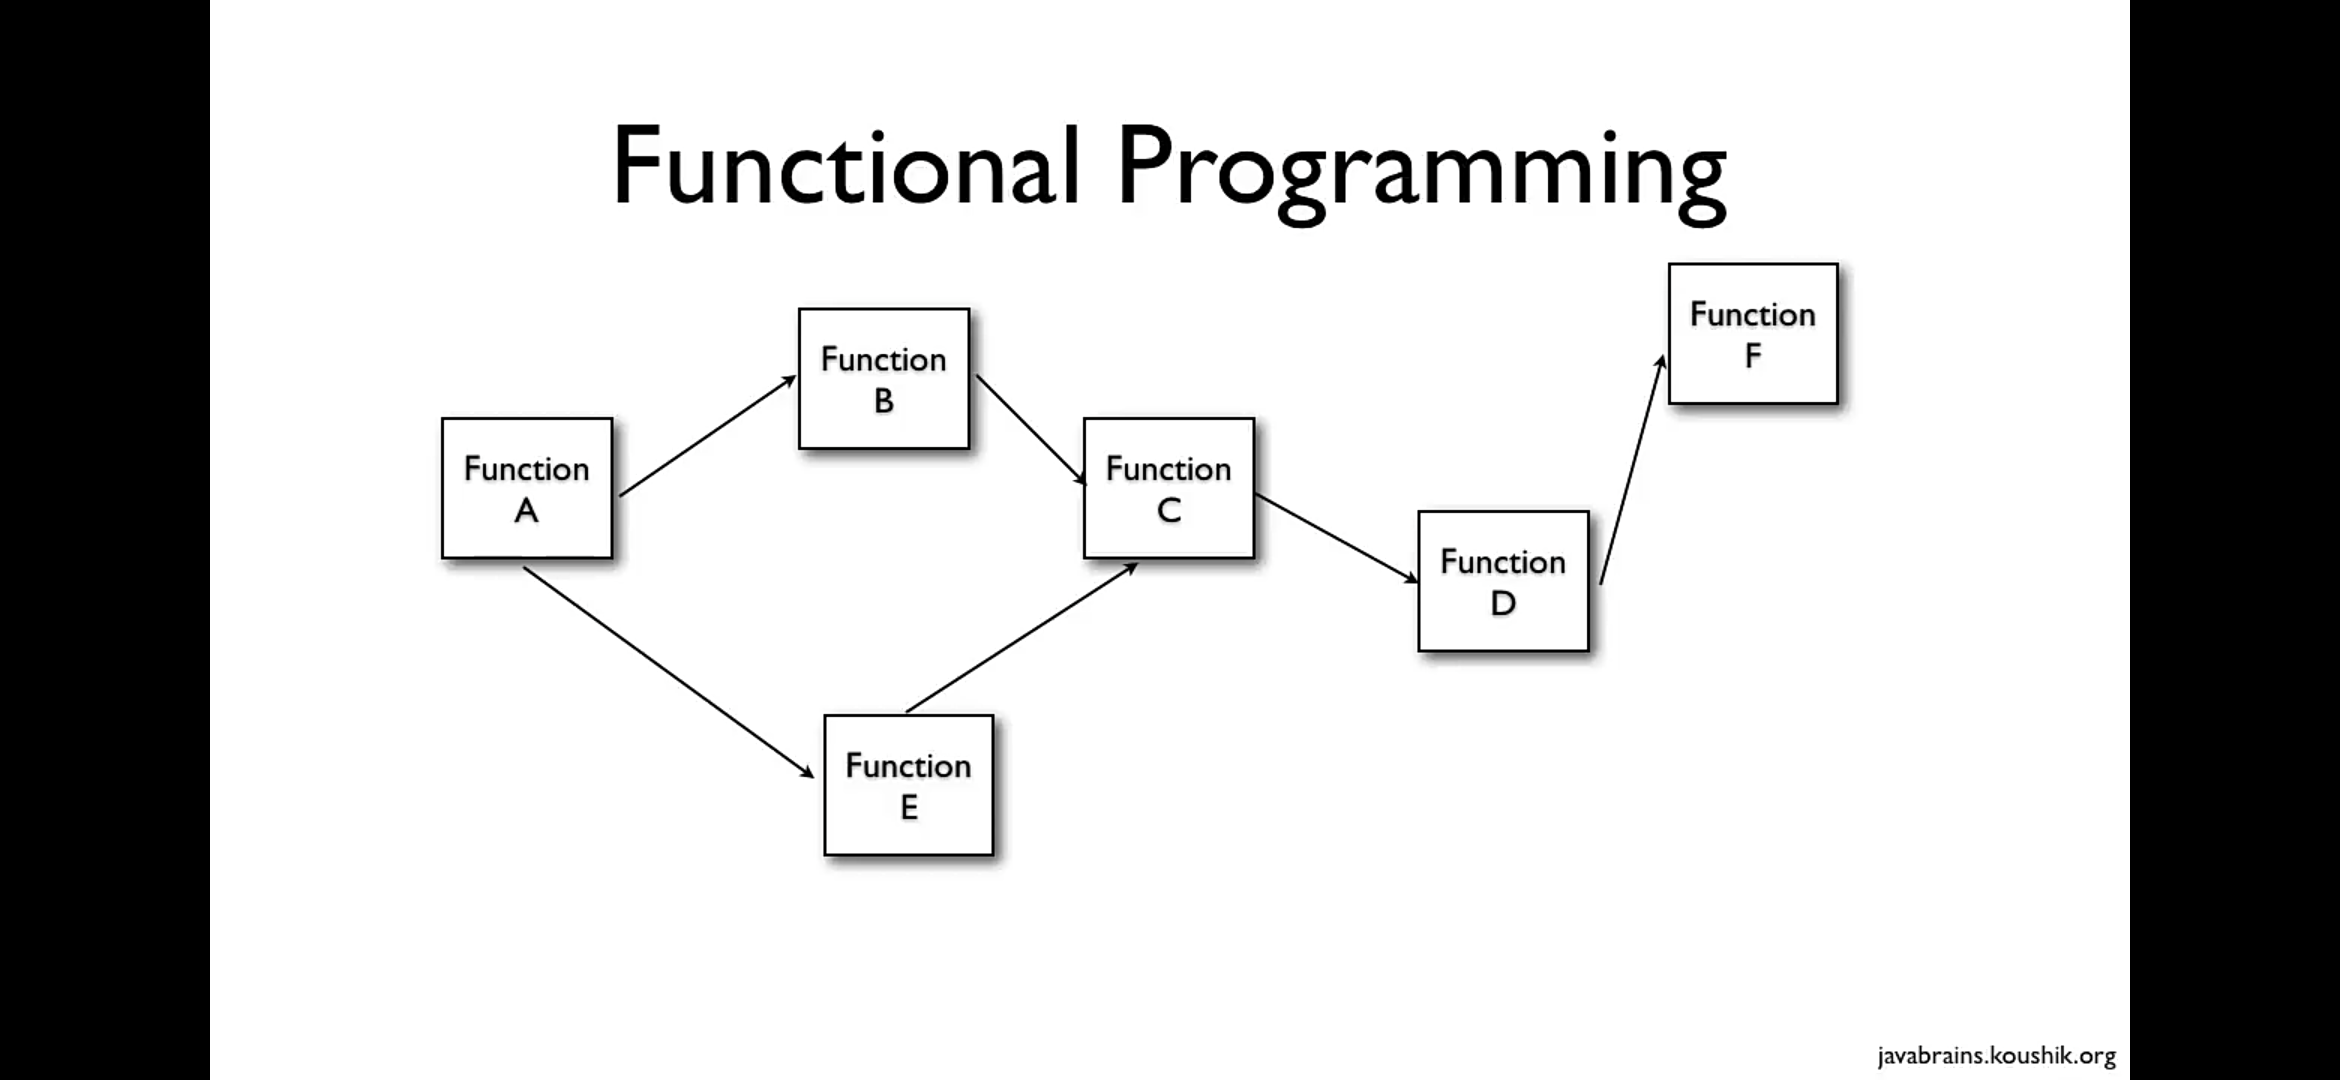 Functional Programming
Function
A
Function
B
Function
C
Function
D
Function
F
Function
E
javabrains.koushik.org